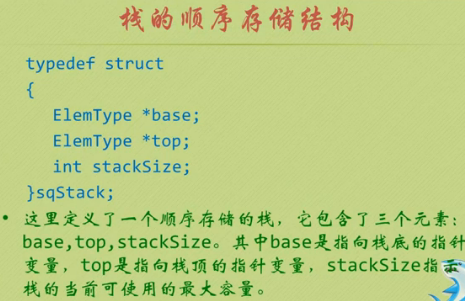 栈的顺序存储结构
typedef struct
{
ElemType *base;
ElemType *top;
int stackSize;
}sqStack;
• 这里定义了一个顺序存储的栈，它包含了三个元素：
base,top,stackSize。其中base是指向栈底的指针
变量，top是指向栈顶的指针变量，stackSize指示
栈的当前可使用的最大容量。